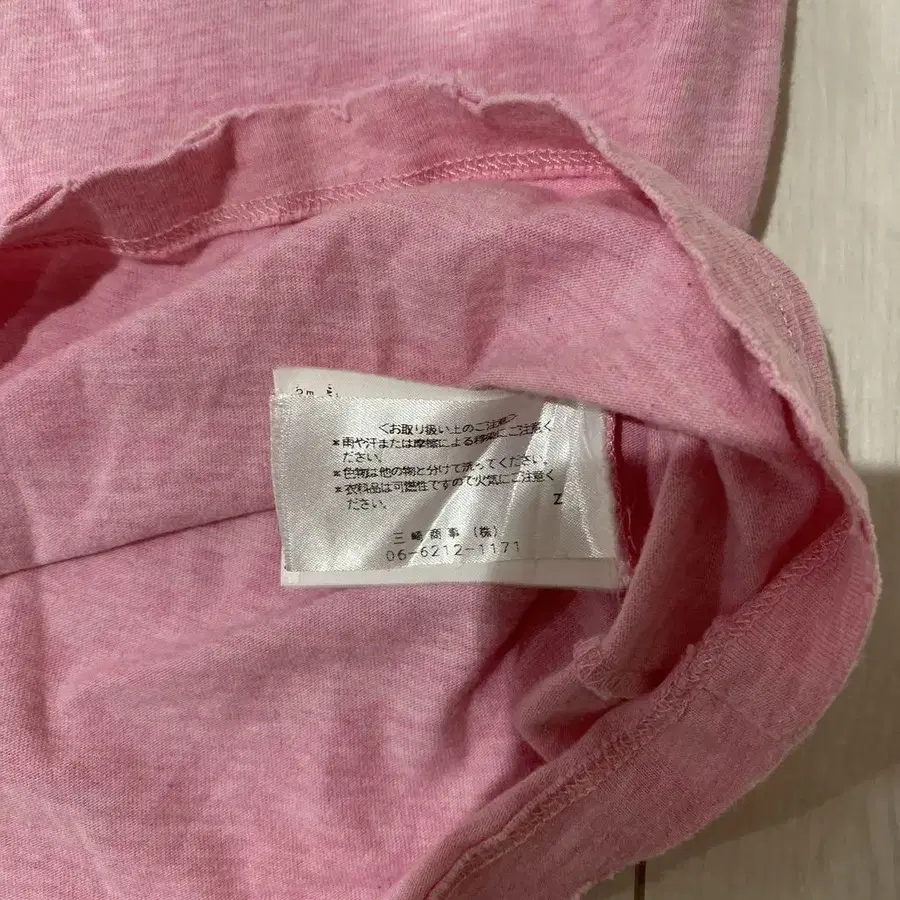 <お取り扱い上のご注意>
*雨や汗または摩擦による移染にご注意く
ださい。
*色物は他の物と分けて洗ってください。
*衣料品は可燃性ですので火気にご注意く
ださい。
Z
三崎商事（株）
06-6212-1171